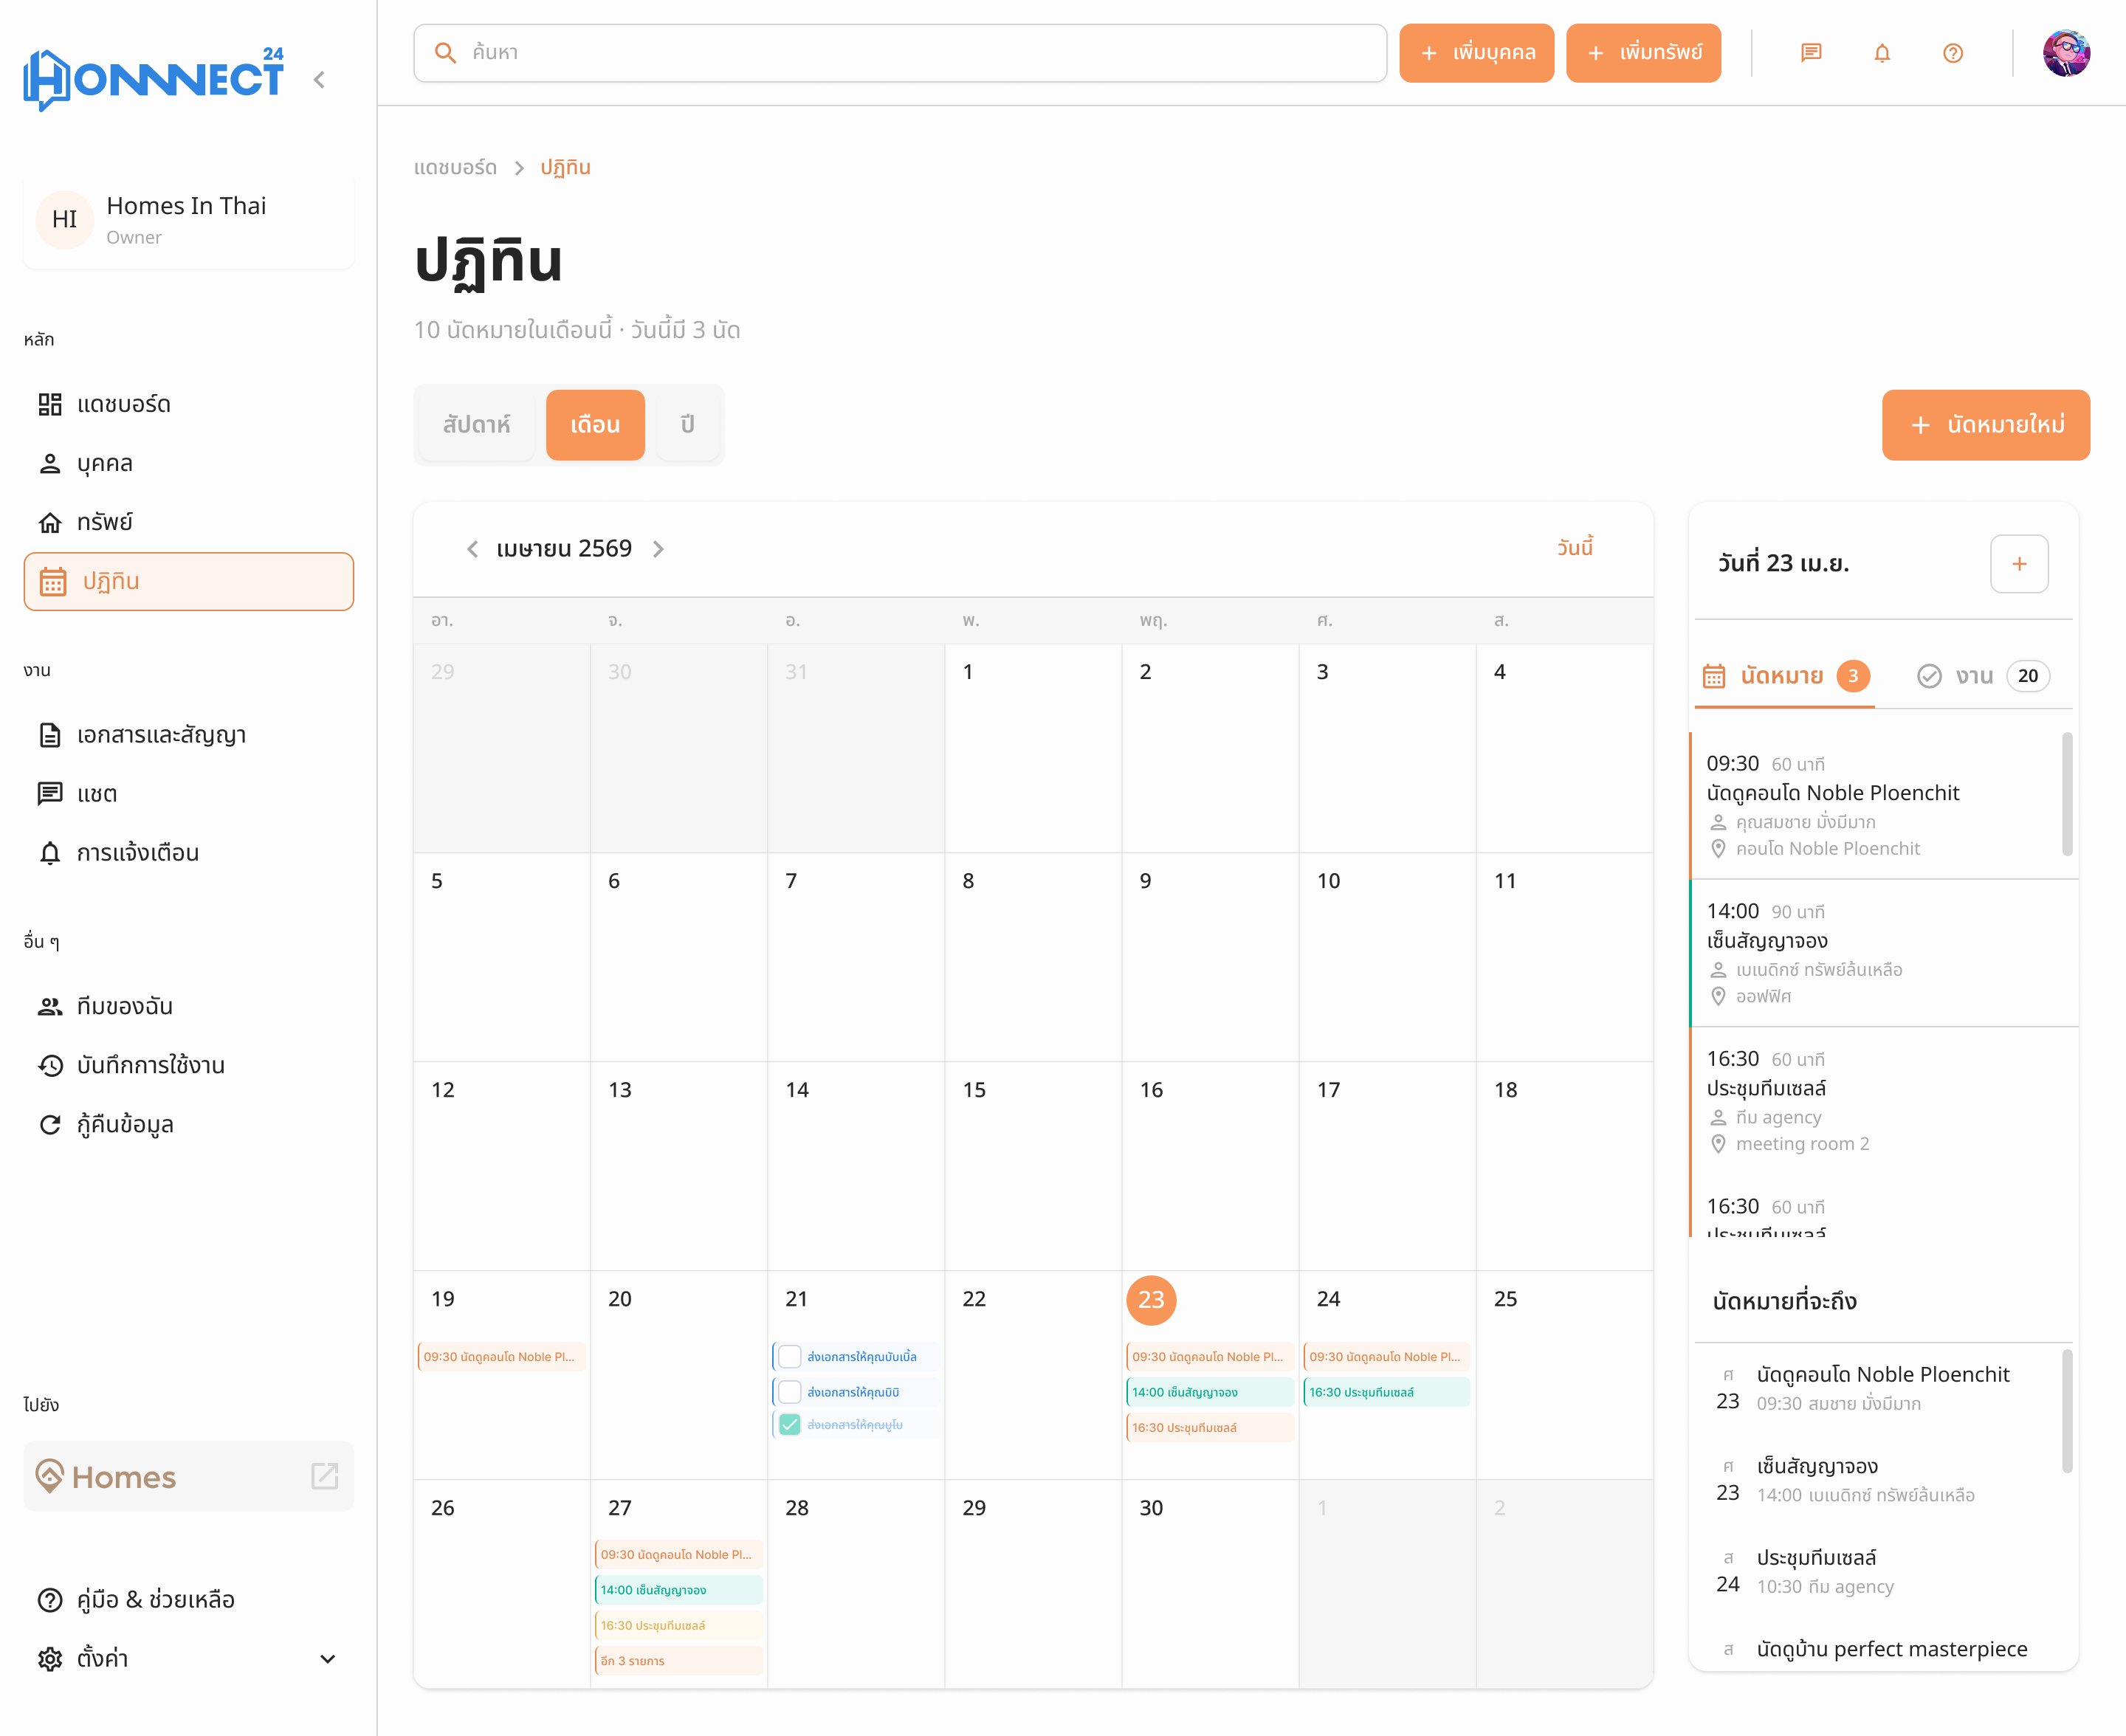 HONNNECT 24
ค้นหา
+ เพิ่มบุคคล
+ เพิ่มทรัพย์
HI
Homes In Thai
Owner
หลัก
แดชบอร์ด
บุคคล
ทรัพย์
ปฏิทิน
งาน
เอกสารและสัญญา
แชต
การแจ้งเตือน
อื่น ๆ
ทีมของฉัน
บันทึกการใช้งาน
กู้คืนข้อมูล
ไปยัง
Homes
คู่มือ & ช่วยเหลือ
ตั้งค่า
แดชบอร์ด > ปฏิทิน
ปฏิทิน
10 นัดหมายในเดือนนี้ · วันนี้มี 3 นัด
สัปดาห์ เดือน ปี
+ นัดหมายใหม่
เมษายน 2569
วันนี้
อา. จ. อ. พ. พฤ. ศ. ส.
29 30 31 1 2 3 4
5 6 7 8 9 10 11
12 13 14 15 16 17 18
19 20 21 22 23 24 25
09:30 นัดดูคอนโด Noble Pl...
ส่งเอกสารให้คุณบับเบิ้ล
ส่งเอกสารให้คุณบิบิ
ส่งเอกสารให้คุณบูโบ
09:30 นัดดูคอนโด Noble Pl...
14:00 เซ็นสัญญาจอง
16:30 ประชุมทีมเซลล์
09:30 นัดดูคอนโด Noble Pl...
16:30 ประชุมทีมเซลล์
26 27 28 29 30 1 2
09:30 นัดดูคอนโด Noble Pl...
14:00 เซ็นสัญญาจอง
16:30 ประชุมทีมเซลล์
อีก 3 รายการ
วันที่ 23 เม.ย.
+
นัดหมาย 3
งาน 20
09:30 60 นาที
นัดดูคอนโด Noble Ploenchit
คุณสมชาย มั่งมีมาก
คอนโด Noble Ploenchit
14:00 90 นาที
เซ็นสัญญาจอง
เบเนดิกซ์ ทรัพย์ล้นเหลือ
ออฟฟิศ
16:30 60 นาที
ประชุมทีมเซลล์
ทีม agency
meeting room 2
16:30 60 นาที
ประชุมทีมเซลล์
นัดหมายที่จะถึง
ศ 23
นัดดูคอนโด Noble Ploenchit
09:30 สมชาย มั่งมีมาก
ศ 23
เซ็นสัญญาจอง
14:00 เบเนดิกซ์ ทรัพย์ล้นเหลือ
ส 24
ประชุมทีมเซลล์
10:30 ทีม agency
ส
นัดดูบ้าน perfect masterpiece